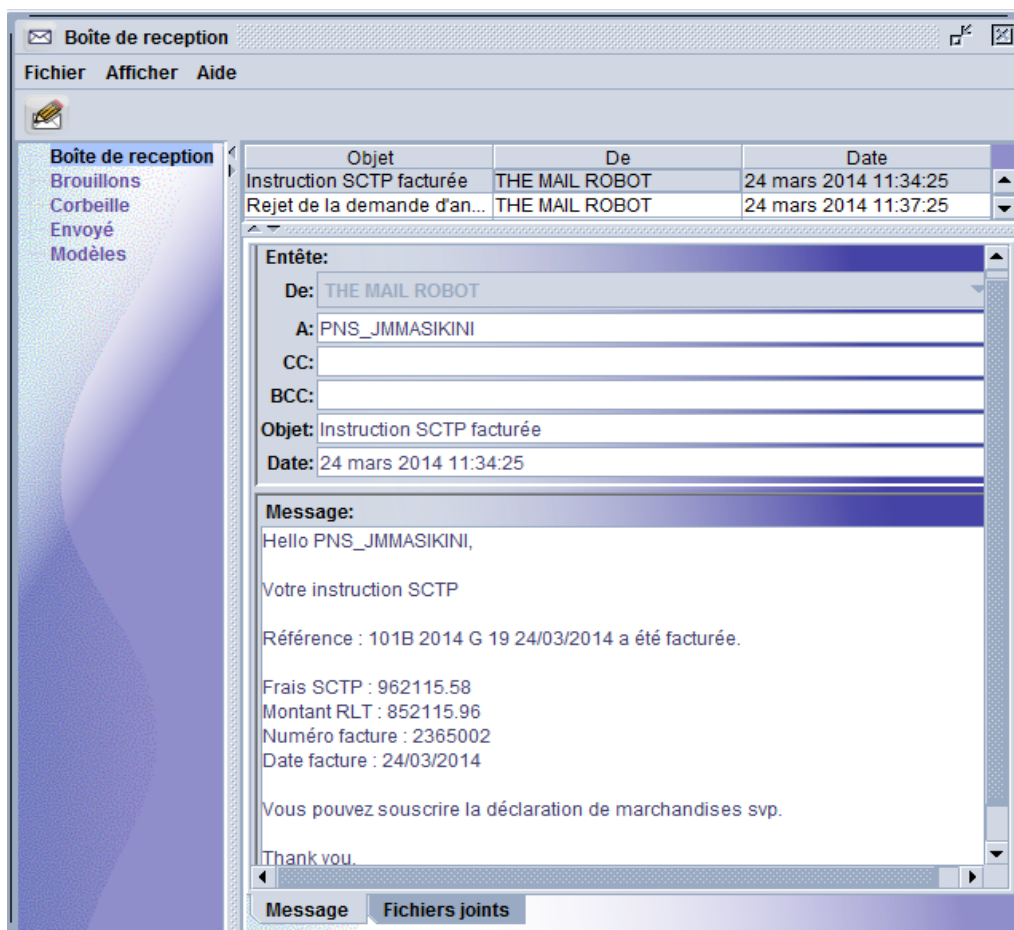 Boîte de reception
Fichier Afficher Aide
Boîte de reception
Brouillons
Corbeille
Envoyé
Modèles
Objet De Date
Instruction SCTP facturée THE MAIL ROBOT 24 mars 2014 11:34:25
Rejet de la demande d'an... THE MAIL ROBOT 24 mars 2014 11:37:25
Entête:
De: THE MAIL ROBOT
A: PNS_JMMASIKINI
CC:
BCC:
Objet: Instruction SCTP facturée
Date: 24 mars 2014 11:34:25
Message:
Hello PNS_JMMASIKINI,
Votre instruction SCTP
Référence : 101B 2014 G 19 24/03/2014 a été facturée.
Frais SCTP : 962115.58
Montant RLT : 852115.96
Numéro facture : 2365002
Date facture : 24/03/2014
Vous pouvez souscrire la déclaration de marchandises svp.
Thank you.
Message Fichiers joints